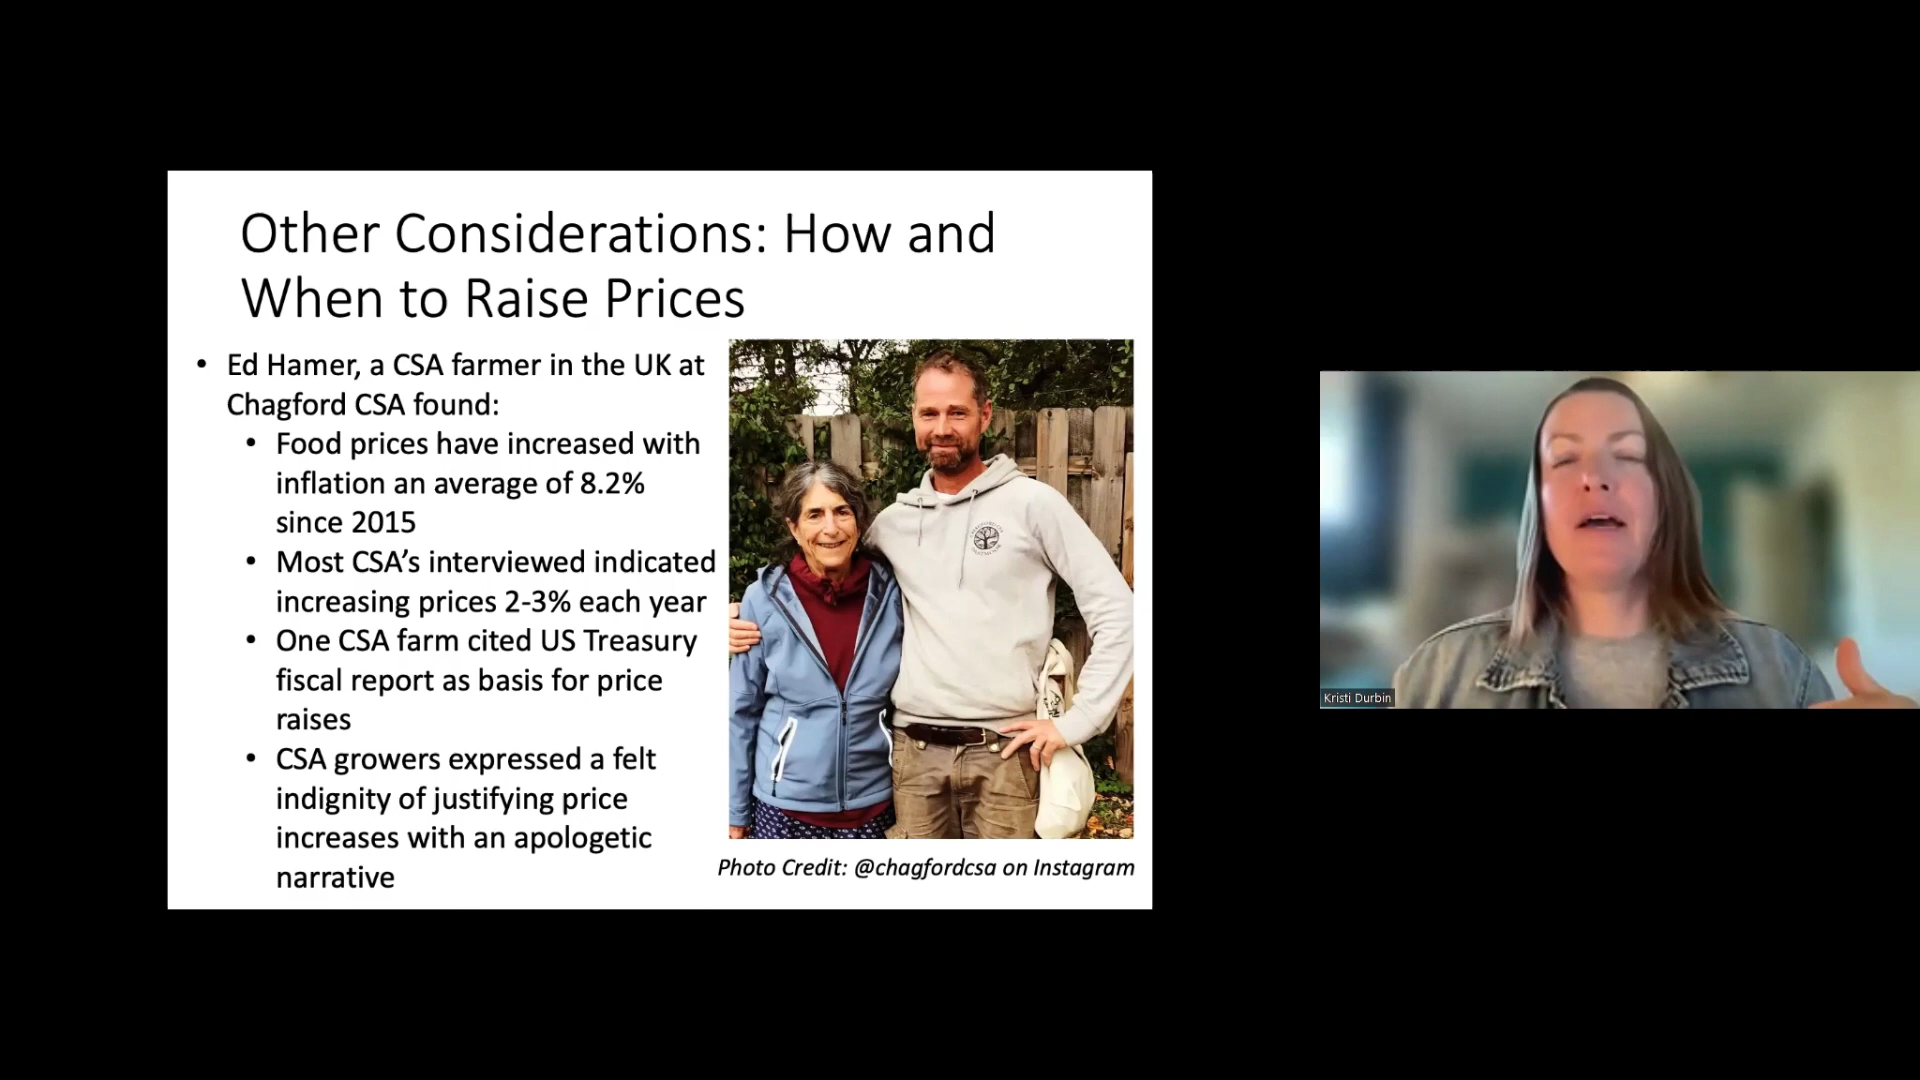 Other Considerations: How and
When to Raise Prices
• Ed Hamer, a CSA farmer in the UK at
Chagford CSA found:
• Food prices have increased with
inflation an average of 8.2%
since 2015
• Most CSA’s interviewed indicated
increasing prices 2-3% each year
• One CSA farm cited US Treasury
fiscal report as basis for price
raises
• CSA growers expressed a felt
indignity of justifying price
increases with an apologetic
narrative
Photo Credit: @chagfordcsa on Instagram
Kristi Durbin